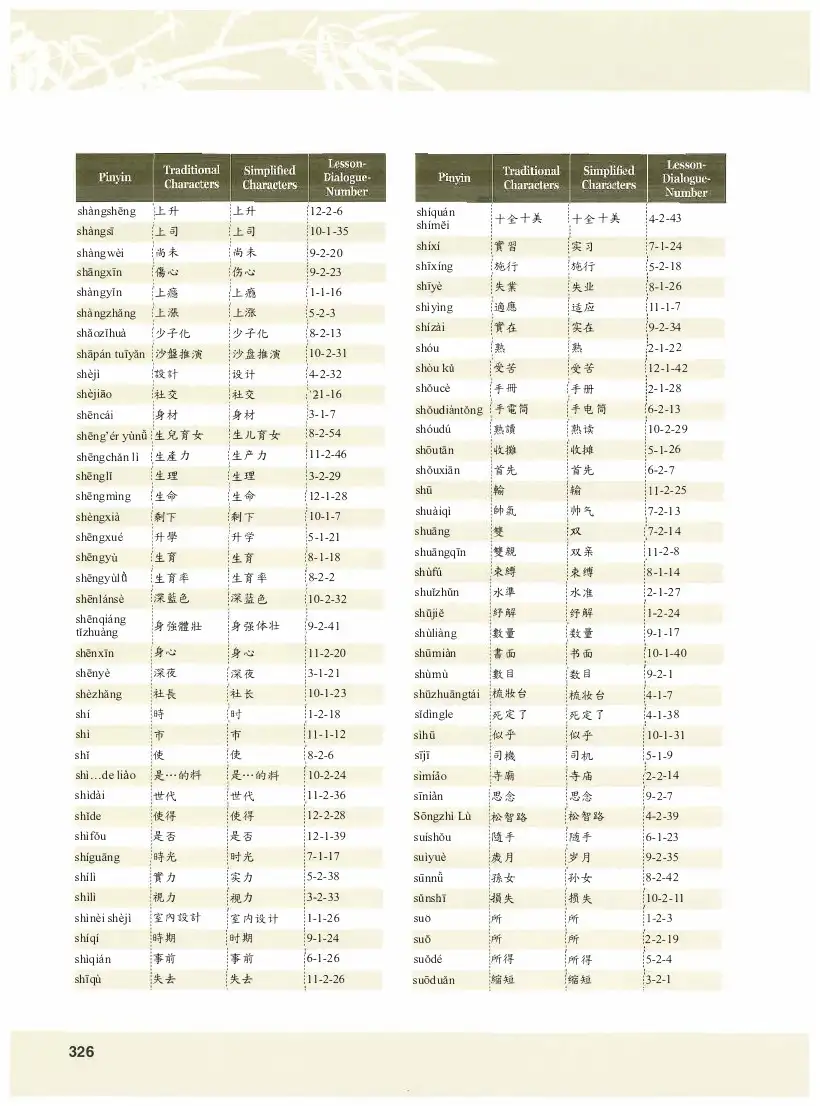 Pinyin Traditional Characters Simplified Characters Lesson-Dialogue-Number
shàngshēng 上升 上升 12-2-6
shàngsī 上司 上司 10-1-35
shàngwèi 尚未 尚未 9-2-20
shāngxīn 傷心 伤心 9-2-23
shàngyǐn 上癮 上瘾 1-1-16
shàngzhǎng 上漲 上涨 5-2-3
shǎozǐhuà 少子化 少子化 8-2-13
shāpán tuīyǎn 沙盤推演 沙盘推演 10-2-31
shèjì 設計 设计 4-2-32
shèjiāo 社交 社交 21-16
shēncái 身材 身材 3-1-7
shēng'ér yùnǚ 生兒育女 生儿育女 8-2-54
shēngchǎn lì 生產力 生产力 11-2-46
shēnglǐ 生理 生理 3-2-29
shēngmìng 生命 生命 12-1-28
shèngxià 剩下 剩下 10-1-7
shēngxué 升學 升学 5-1-21
shēngyù 生育 生育 8-1-18
shēngyùlǜ 生育率 生育率 8-2-2
shēnlánsè 深藍色 深蓝色 10-2-32
shēnqiáng tǐzhuàng 身強體壯 身强体壮 9-2-41
shēnxīn 身心 身心 11-2-20
shēnyè 深夜 深夜 3-1-21
shèzhǎng 社長 社长 10-1-23
shí 時 时 1-2-18
shì 市 市 11-1-12
shǐ 使 使 8-2-6
shì…de liào 是…的料 是…的料 10-2-24
shìdài 世代 世代 11-2-36
shǐde 使得 使得 12-2-28
shìfǒu 是否 是否 12-1-39
shíguāng 時光 时光 7-1-17
shílì 實力 实力 5-2-38
shìlì 視力 视力 3-2-33
shìnèi shèjì 室內設計 室内设计 1-1-26
shíqí 時期 时期 9-1-24
shìqián 事前 事前 6-1-26
shīqù 失去 失去 11-2-26
Pinyin Traditional Characters Simplified Characters Lesson-Dialogue-Number
shíquán shíměi 十全十美 十全十美 4-2-43
shíxí 實習 实习 7-1-24
shīxíng 施行 施行 5-2-18
shīyè 失業 失业 8-1-26
shìyìng 適應 适应 11-1-7
shízài 實在 实在 9-2-34
shóu 熟 熟 2-1-22
shòu kǔ 受苦 受苦 12-1-42
shǒucè 手冊 手册 2-1-28
shǒudiàntǒng 手電筒 手电筒 6-2-13
shóudú 熟讀 熟读 10-2-29
shōutān 收攤 收摊 5-1-26
shǒuxiān 首先 首先 6-2-7
shū 輸 输 11-2-25
shuàiqì 帥氣 帅气 7-2-13
shuāng 雙 双 7-2-14
shuāngqīn 雙親 双亲 11-2-8
shùfú 束縛 束缚 8-1-14
shuǐzhǔn 水準 水准 2-1-27
shūjiě 紓解 纾解 1-2-24
shùliàng 數量 数量 9-1-17
shūmiàn 書面 书面 10-1-40
shùmù 數目 数目 9-2-1
shūzhuāngtái 梳妝台 梳妆台 4-1-7
sǐdìngle 死定了 死定了 4-1-38
sìhū 似乎 似乎 10-1-31
sījī 司機 司机 5-1-9
sìmiào 寺廟 寺庙 2-2-14
sīniàn 思念 思念 9-2-7
Sōngzhì Lù 松智路 松智路 4-2-39
suíshǒu 隨手 随手 6-1-23
suìyuè 歲月 岁月 9-2-35
sūnnǚ 孫女 孙女 8-2-42
sǔnshī 損失 损失 10-2-11
suǒ 所 所 1-2-3
suǒ 所 所 2-2-19
suǒdé 所得 所得 5-2-4
suōduǎn 縮短 缩短 3-2-1
326